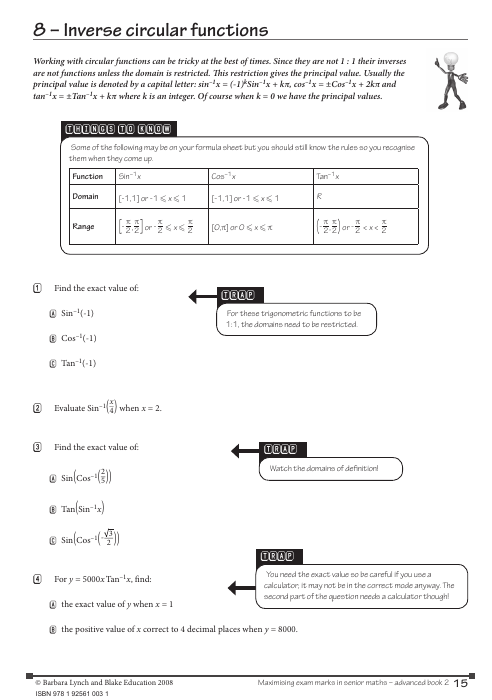 8 – Inverse circular functions
Working with circular functions can be tricky at the best of times. Since they are not 1 : 1 their inverses
are not functions unless the domain is restricted. This restriction gives the principal value. Usually the
principal value is denoted by a capital letter: sin⁻¹x = (-1)ᵏSin⁻¹x + kπ, cos⁻¹x = ±Cos⁻¹x + 2kπ and
tan⁻¹x = ±Tan⁻¹x + kπ where k is an integer. Of course when k = 0 we have the principal values.
THINGS TO KNOW
Some of the following may be on your formula sheet but you should still know the rules so you recognise
them when they come up.
Function Sin⁻¹x Cos⁻¹x Tan⁻¹x
Domain [-1,1] or -1 ⩽ x ⩽ 1 [-1,1] or -1 ⩽ x ⩽ 1 R
Range [-π/2, π/2] or -π/2 ⩽ x ⩽ π/2 [0,π] or 0 ⩽ x ⩽ π (-π/2, π/2) or -π/2 < x < π/2
1 Find the exact value of:
TRAP
For these trigonometric functions to be
1:1, the domains need to be restricted.
A Sin⁻¹(-1)
B Cos⁻¹(-1)
C Tan⁻¹(-1)
2 Evaluate Sin⁻¹(x/4) when x = 2.
3 Find the exact value of:
TRAP
Watch the domains of definition!
A Sin(Cos⁻¹(2/5))
B Tan(Sin⁻¹x)
C Sin(Cos⁻¹(-√3/2))
TRAP
You need the exact value so be careful if you use a
calculator, it may not be in the correct mode anyway. The
second part of the question needs a calculator though!
4 For y = 5000x Tan⁻¹x, find:
A the exact value of y when x = 1
B the positive value of x correct to 4 decimal places when y = 8000.
© Barbara Lynch and Blake Education 2008 Maximising exam marks in senior maths – advanced book 2 15
ISBN 978 1 92561 003 1